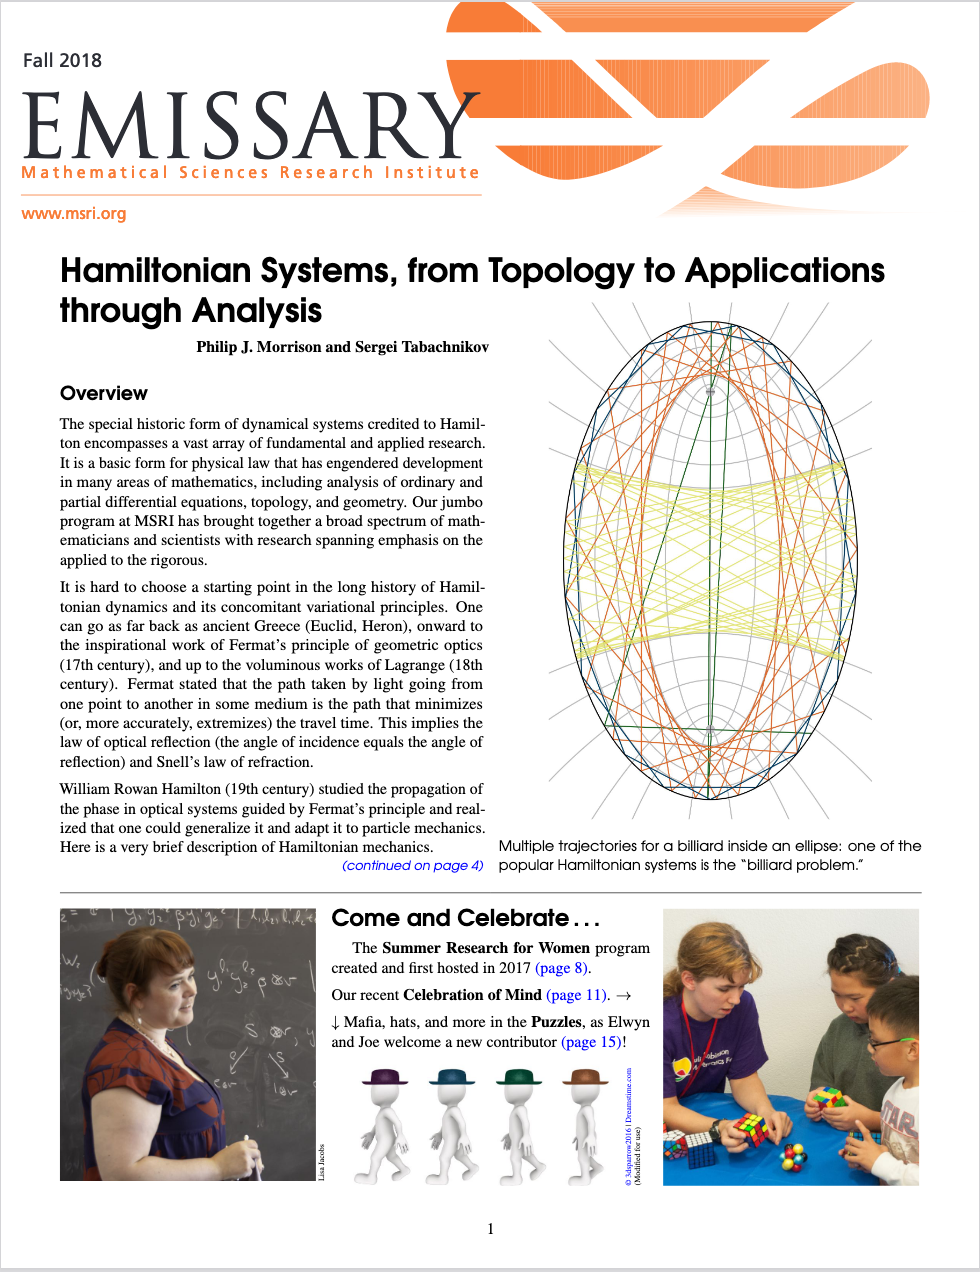 Fall 2018
EMISSARY
Mathematical Sciences Research Institute
www.msri.org
Hamiltonian Systems, from Topology to Applications
through Analysis
Philip J. Morrison and Sergei Tabachnikov
Overview
The special historic form of dynamical systems credited to Hamil-
ton encompasses a vast array of fundamental and applied research.
It is a basic form for physical law that has engendered development
in many areas of mathematics, including analysis of ordinary and
partial differential equations, topology, and geometry. Our jumbo
program at MSRI has brought together a broad spectrum of math-
ematicians and scientists with research spanning emphasis on the
applied to the rigorous.
It is hard to choose a starting point in the long history of Hamil-
tonian dynamics and its concomitant variational principles. One
can go as far back as ancient Greece (Euclid, Heron), onward to
the inspirational work of Fermat's principle of geometric optics
(17th century), and up to the voluminous works of Lagrange (18th
century). Fermat stated that the path taken by light going from
one point to another in some medium is the path that minimizes
(or, more accurately, extremizes) the travel time. This implies the
law of optical reflection (the angle of incidence equals the angle of
reflection) and Snell's law of refraction.
William Rowan Hamilton (19th century) studied the propagation of
the phase in optical systems guided by Fermat's principle and real-
ized that one could generalize it and adapt it to particle mechanics.
Here is a very brief description of Hamiltonian mechanics.
(continued on page 4)
Multiple trajectories for a billiard inside an ellipse: one of the
popular Hamiltonian systems is the “billiard problem.”
Lisa Jacobs
Come and Celebrate . . .
The Summer Research for Women program
created and first hosted in 2017 (page 8).
Our recent Celebration of Mind (page 11). →
↓ Mafia, hats, and more in the Puzzles, as Elwyn
and Joe welcome a new contributor (page 15)!
© 3dsparrow2016 | Dreamstime.com
(Modified for use)
STAR
1